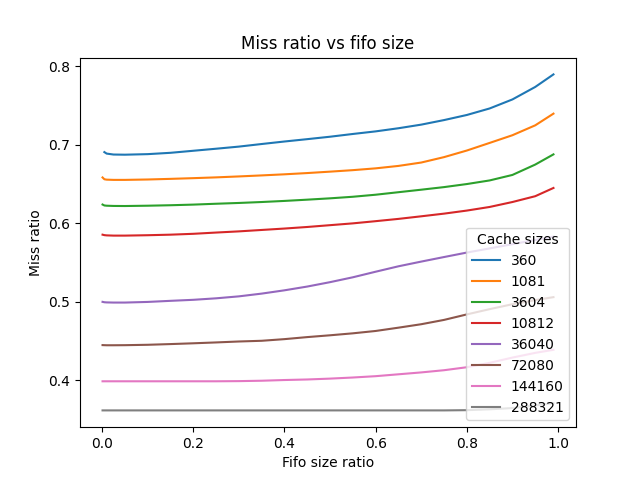 Miss ratio vs fifo size
0.8
0.7
0.6
0.5
0.4
Miss ratio
Cache sizes
360
1081
3604
10812
36040
72080
144160
288321
0.0 0.2 0.4 0.6 0.8 1.0
Fifo size ratio